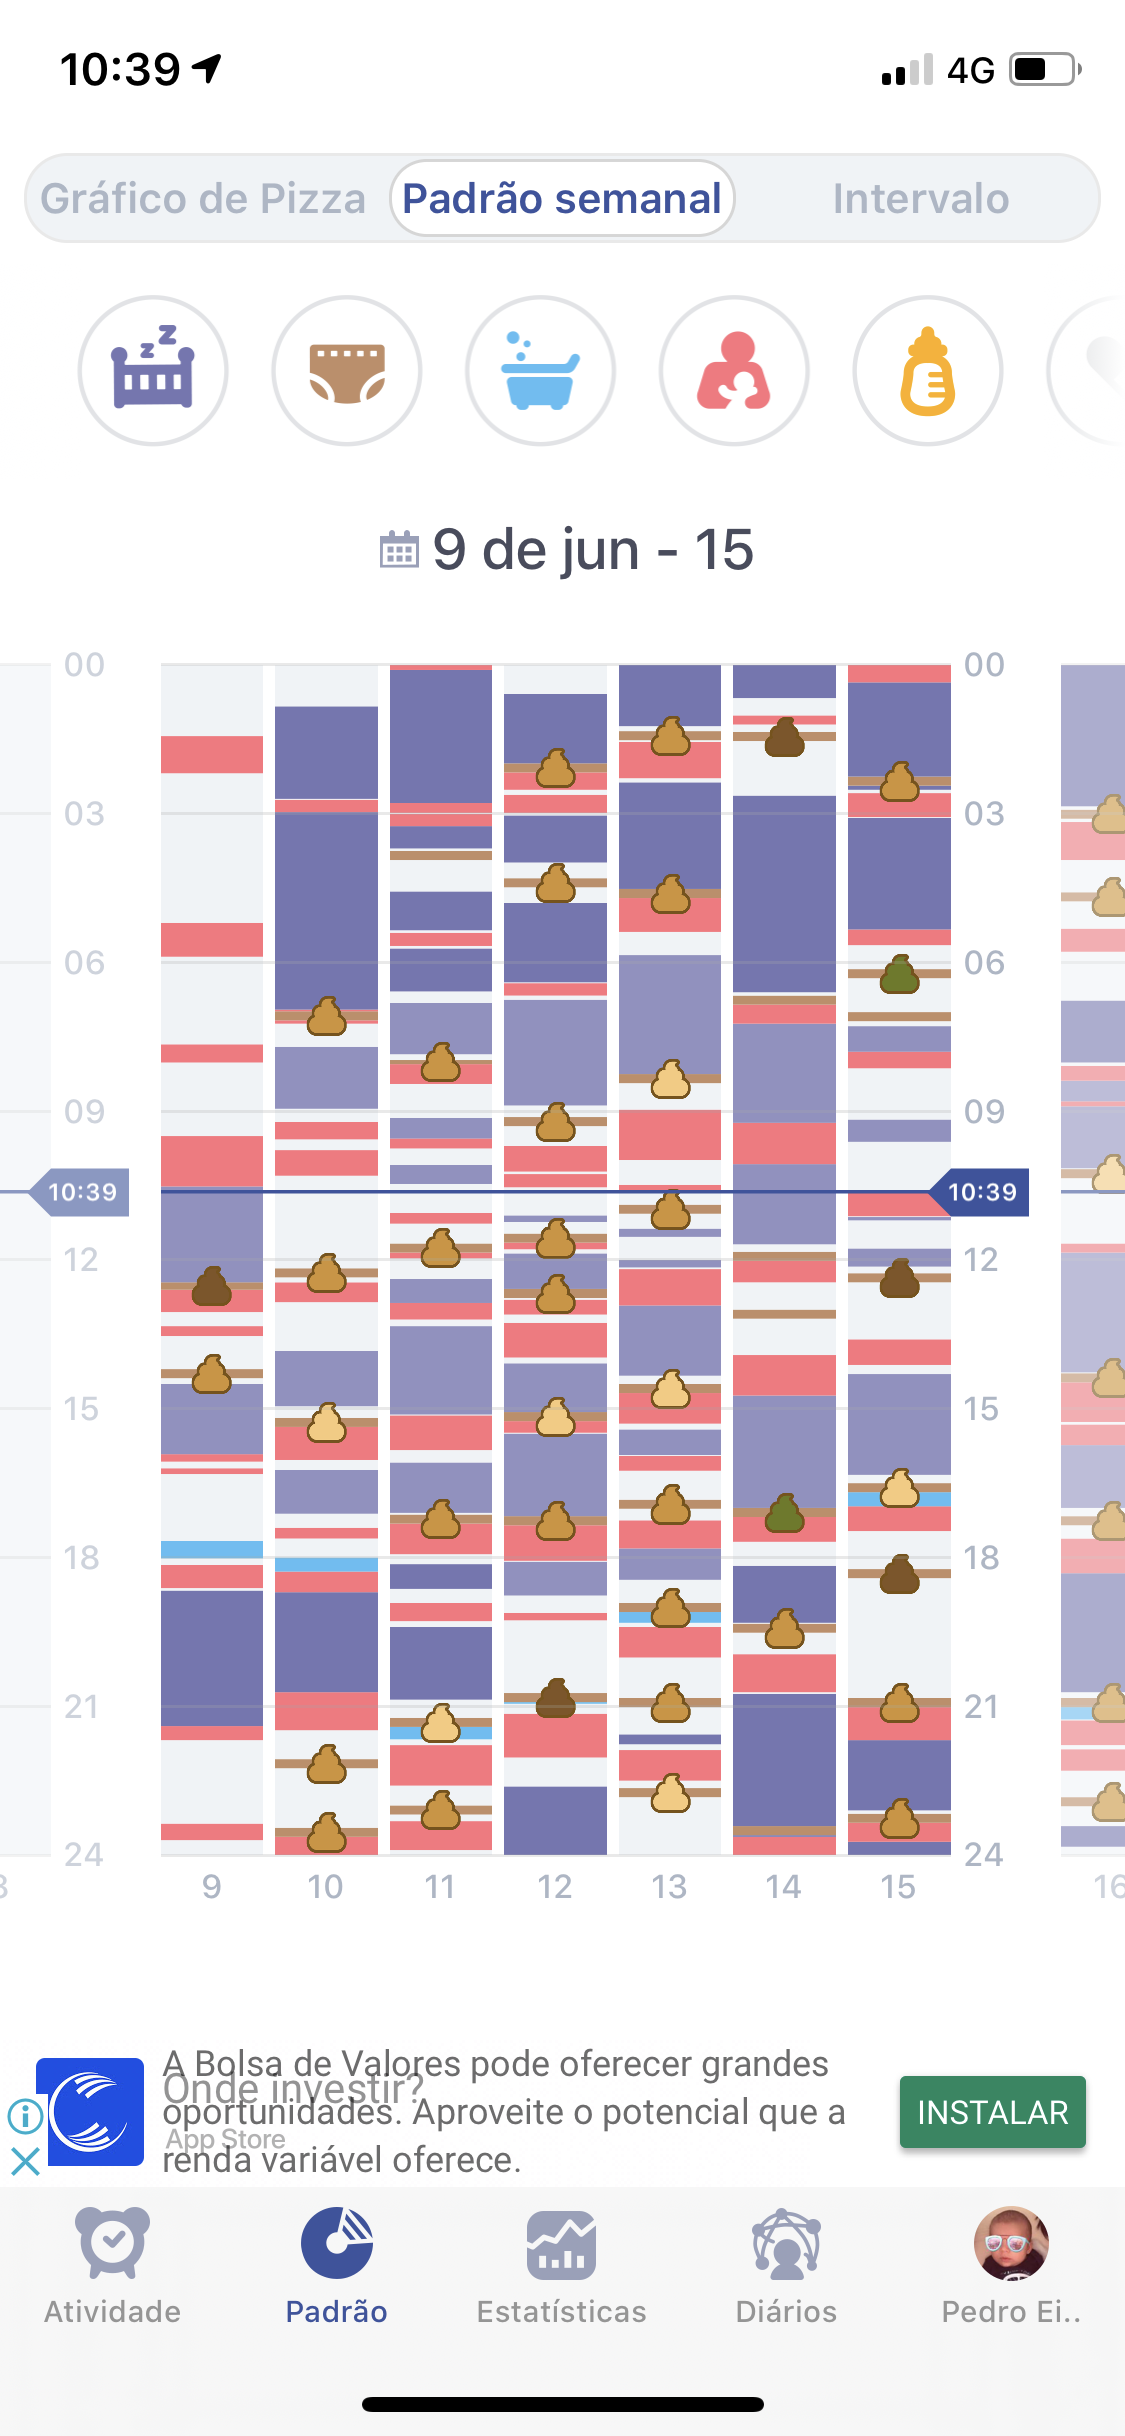 10:39
4G
Gráfico de Pizza
Padrão semanal
Intervalo
9 de jun - 15
00
00
03
03
06
06
09
09
10:39
10:39
12
12
15
15
18
18
21
21
24
24
9
10
11
12
13
14
15
16
A Bolsa de Valores pode oferecer grandes
Onde investir?
oportunidades. Aproveite o potencial que a
App Store
renda variável oferece.
INSTALAR
Atividade
Padrão
Estatísticas
Diários
Pedro Ei..